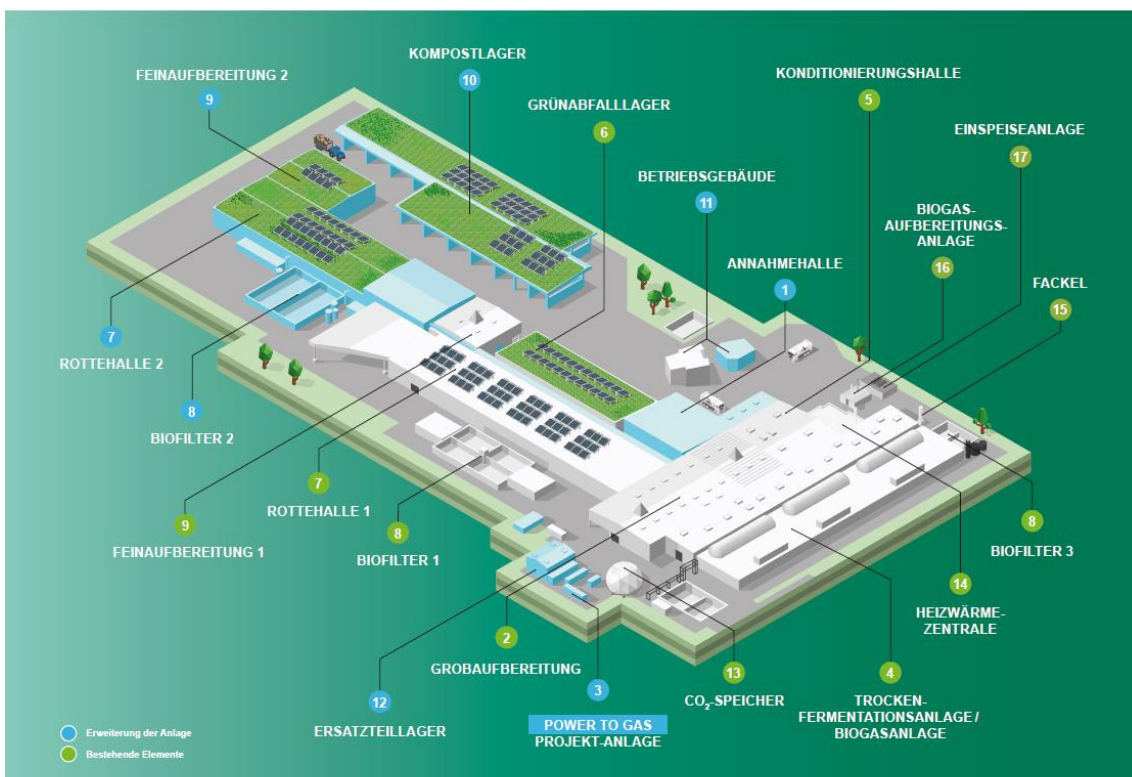 KOMPOSTLAGER
10
FEINAUFBEREITUNG 2
9
GRÜNABFALLLAGER
6
KONDITIONIERUNGSHALLE
5
EINSPEISEANLAGE
17
BETRIEBSGEBÄUDE
11
BIOGAS-
AUFBEREITUNGS-
ANLAGE
16
ANNAHMEHALLE
1
FACKEL
15
7
ROTTEHALLE 2
8
BIOFILTER 2
7
ROTTEHALLE 1
9
FEINAUFBEREITUNG 1
8
BIOFILTER 1
8
BIOFILTER 3
14
HEIZWÄRME-
ZENTRALE
2
GROBAUFBEREITUNG
13
CO₂-SPEICHER
4
TROCKEN-
FERMENTATIONSANLAGE /
BIOGASANLAGE
12
ERSATZTEILLAGER
3
POWER TO GAS
PROJEKT-ANLAGE
Erweiterung der Anlage
Bestehende Elemente